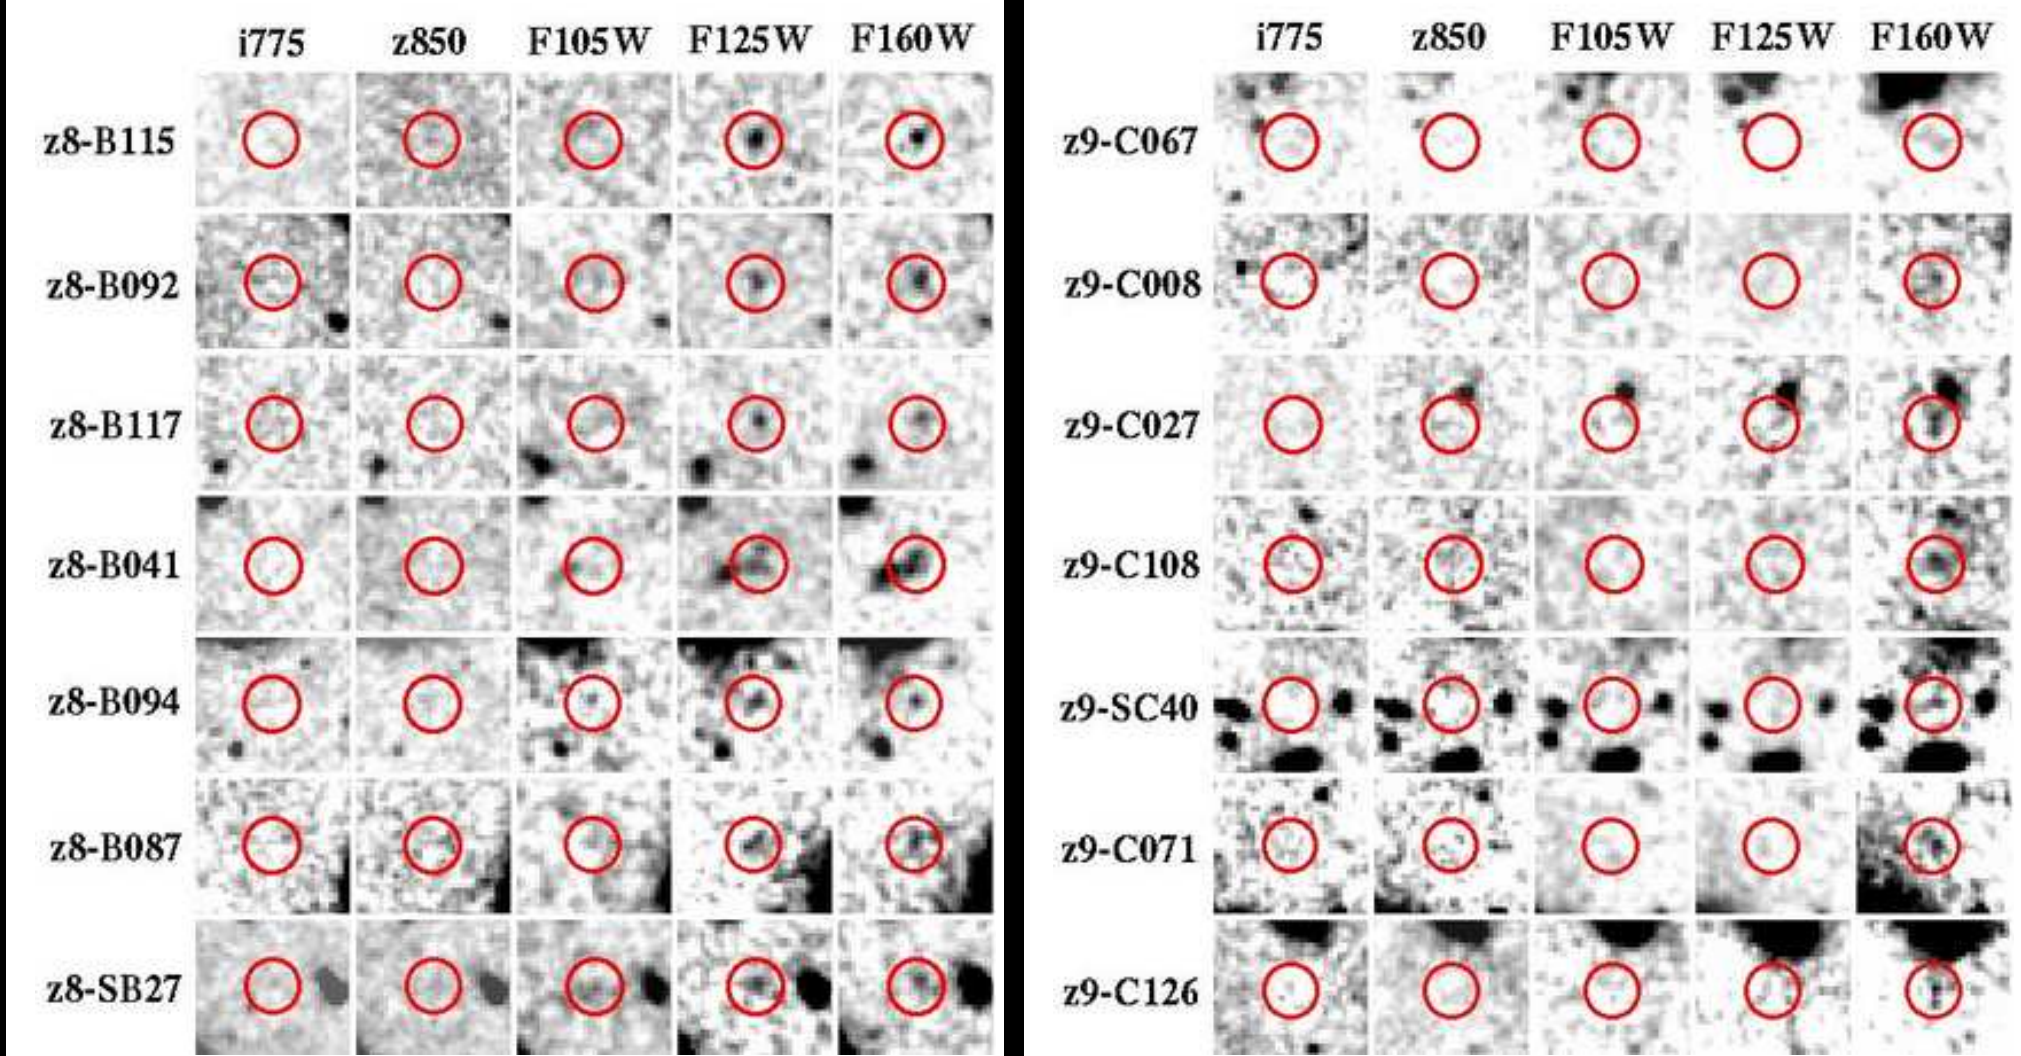 i775 z850 F105W F125W F160W
z8-B115
z8-B092
z8-B117
z8-B041
z8-B094
z8-B087
z8-SB27
i775 z850 F105W F125W F160W
z9-C067
z9-C008
z9-C027
z9-C108
z9-SC40
z9-C071
z9-C126